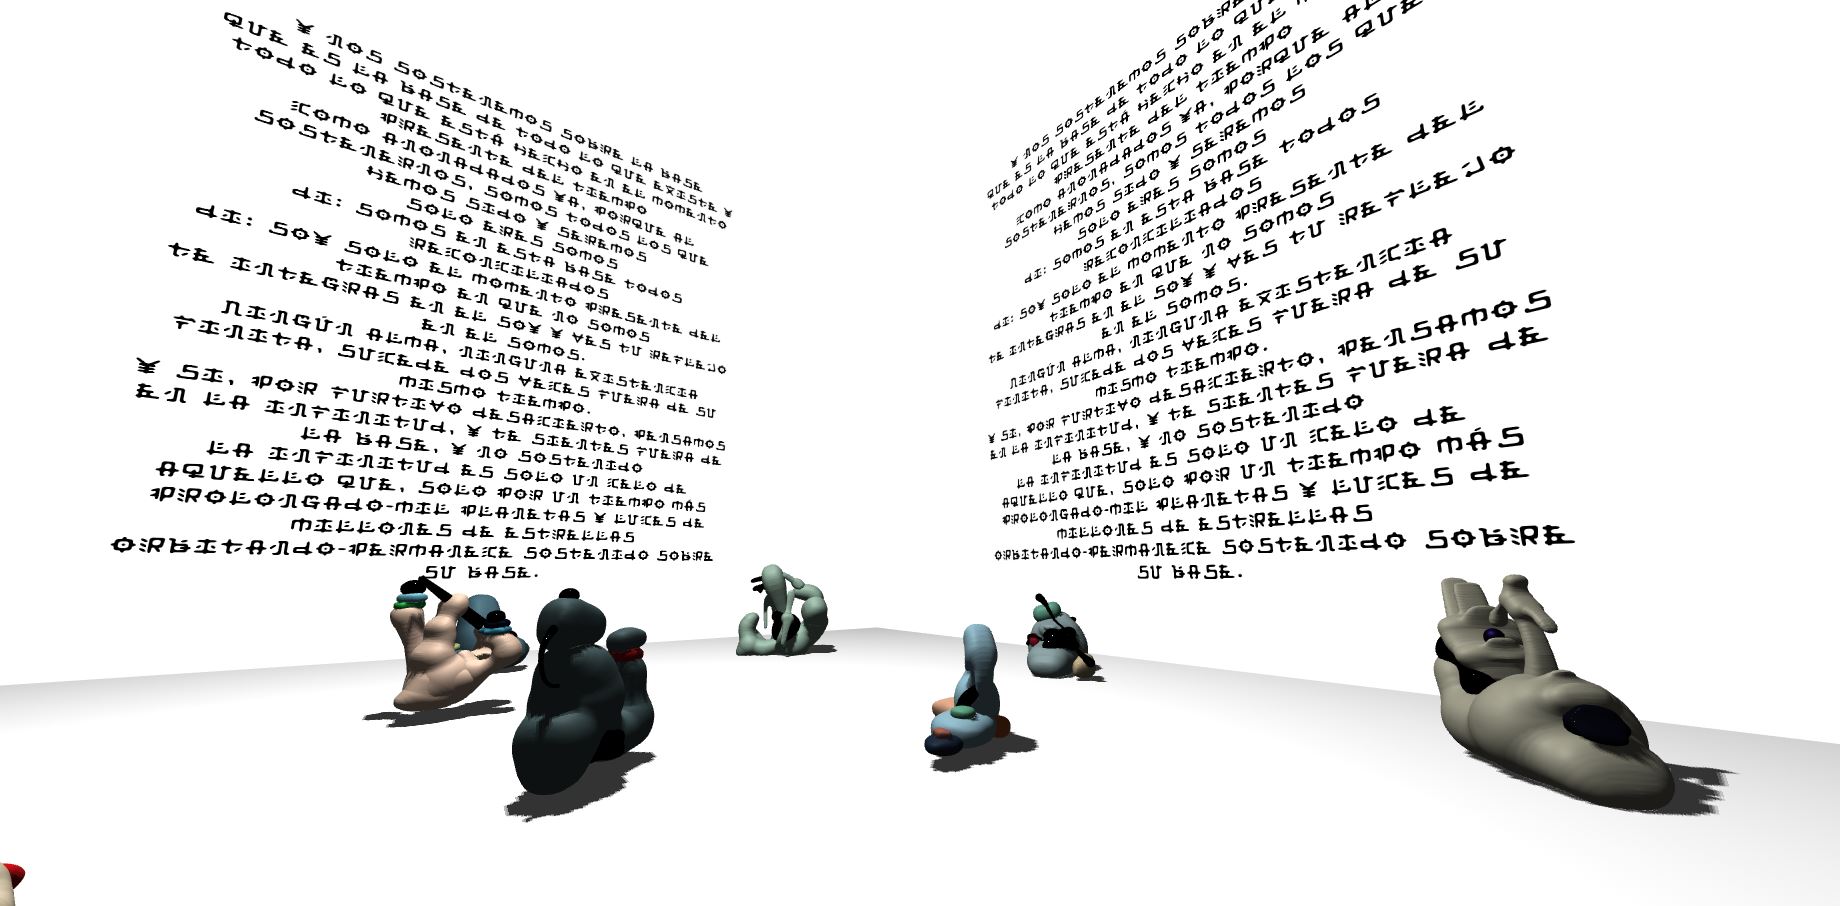 Y NOS SOSTENEMOS SOBRE LA BASE
QUE ES LA BASE DE TODO LO QUE EXISTE Y
TODO LO QUE ESTÁ HECHO EN EL MOMENTO
PRESENTE DEL TIEMPO
COMO ANONADADOS YA, PORQUE AL
SOSTENERNOS, SOMOS TODOS LOS QUE
HEMOS SIDO Y SEREMOS
SOLO ERES SOMOS
DI: SOMOS EN ESTA BASE TODOS
RECONCILIADOS
DI: SOY SOLO EL MOMENTO PRESENTE DEL
TIEMPO EN QUE NO SOMOS
TE INTEGRAS EN EL SOY Y VES TU REFLEJO
EN EL SOMOS.
NINGÚN ALMA, NINGUNA EXISTENCIA
FINITA, SUCEDE DOS VECES FUERA DE SU
MISMO TIEMPO.
Y SI, POR FURTIVO DESACIERTO, PENSAMOS
EN LA INFINITUD, Y TE SIENTES FUERA DE
LA BASE, Y NO SOSTENIDO
LA INFINITUD ES SOLO UN CELO DE
AQUELLO QUE, SOLO POR UN TIEMPO MÁS
PROLONGADO-MIL PLANETAS Y LUCES DE
MILLONES DE ESTRELLAS
ORBITANDO-PERMANECE SOSTENIDO SOBRE
SU BASE.
Y NOS SOSTENEMOS SOBRE
QUE ES LA BASE DE TODO LO
TODO LO QUE ESTÁ HECHO EN EL
PRESENTE DEL TIEMPO
COMO ANONADADOS YA, PORQUE AL
SOSTENERNOS, SOMOS TODOS LOS QUE
HEMOS SIDO Y SEREMOS
SOLO ERES SOMOS
DI: SOMOS EN ESTA BASE TODOS
RECONCILIADOS
DI: SOY SOLO EL MOMENTO PRESENTE DEL
TIEMPO EN QUE NO SOMOS
TE INTEGRAS EN EL SOY Y VES TU REFLEJO
EN EL SOMOS.
NINGUNA ALMA, NINGUNA EXISTENCIA
FINITA, SUCEDE DOS VECES FUERA DE SU
MISMO TIEMPO.
Y SI, POR FURTIVO DESACIERTO, PENSAMOS
EN LA INFINITUD, Y TE SIENTES FUERA DE
LA BASE, Y NO SOSTENIDO
LA INFINITUD ES SOLO UN CELO DE
AQUELLO QUE, SOLO POR UN TIEMPO MÁS
PROLONGADO-MIL PLANETAS Y LUCES DE
MILLONES DE ESTRELLAS
ORBITANDO-PERMANECE SOSTENIDO SOBRE
SU BASE.